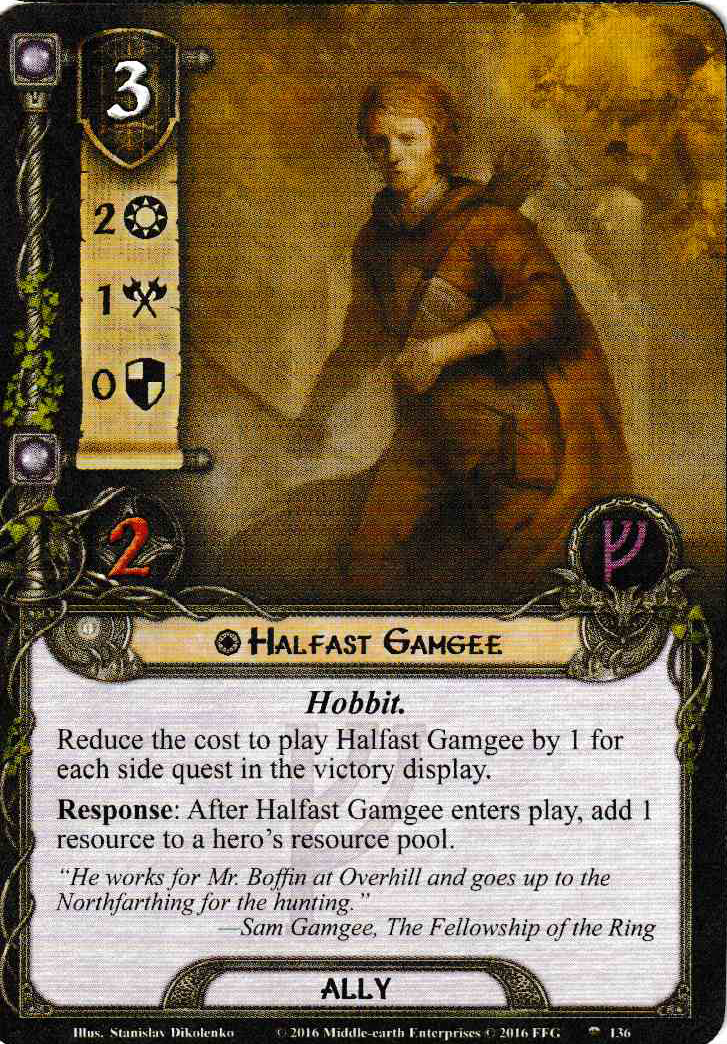 3
2
1
0
2
HALFAST GAMGEE
Hobbit.
Reduce the cost to play Halfast Gamgee by 1 for
each side quest in the victory display.
Response: After Halfast Gamgee enters play, add 1
resource to a hero's resource pool.
"He works for Mr. Boffin at Overhill and goes up to the
Northfarthing for the hunting."
—Sam Gamgee, The Fellowship of the Ring
ALLY
Illus. Stanislav Dikolenko © 2016 Middle-earth Enterprises © 2016 FFG 136